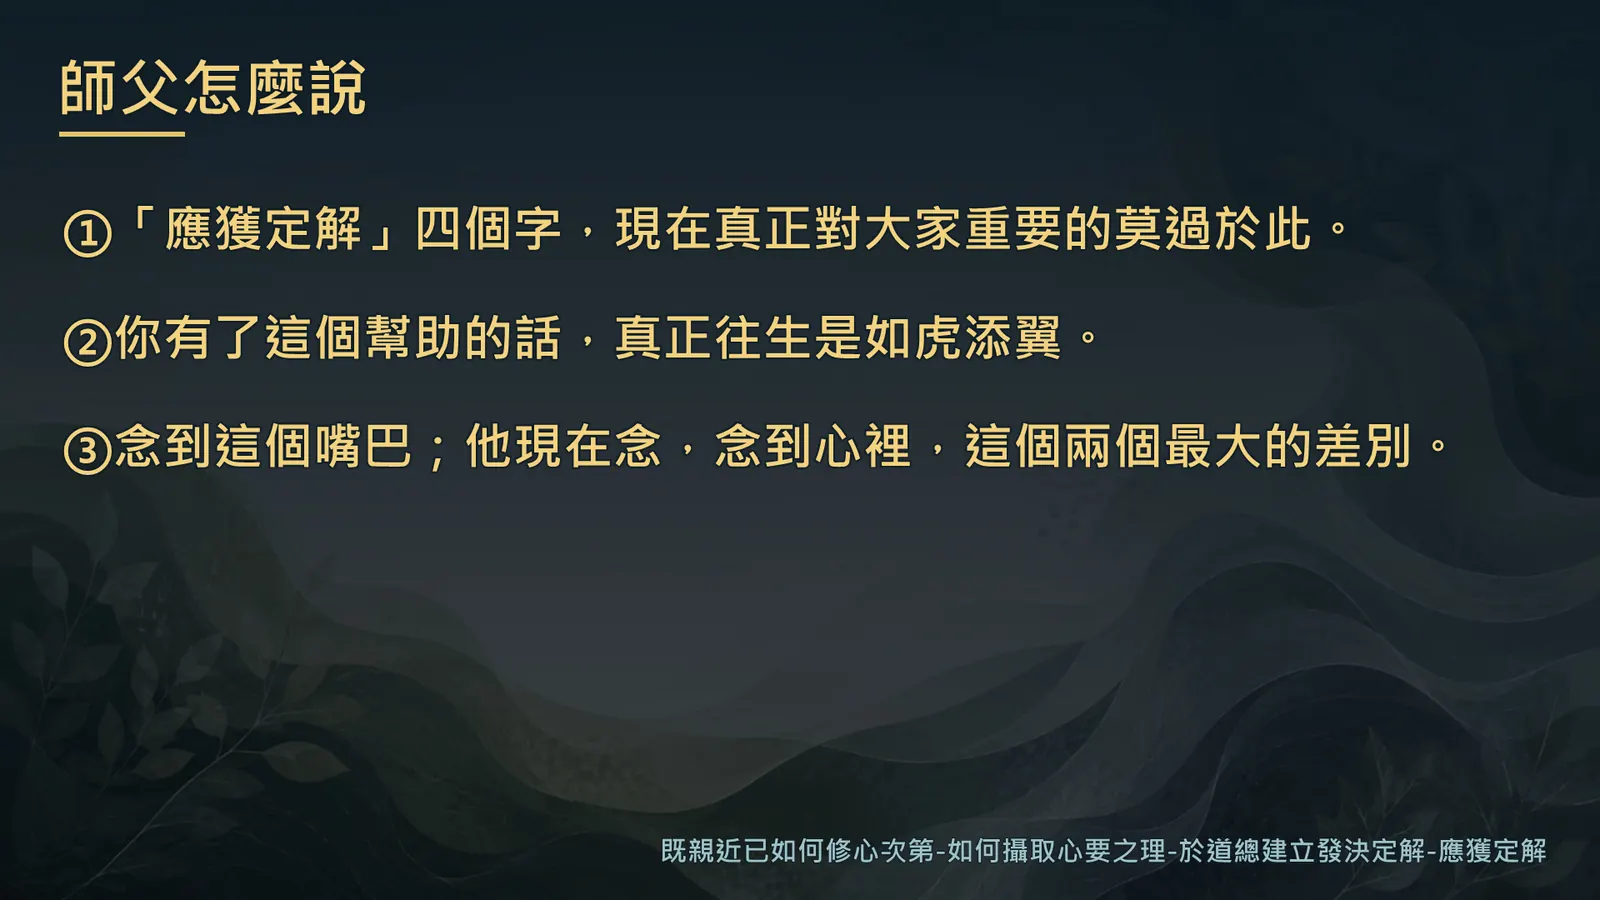 師父怎麼說
①「應獲定解」四個字，現在真正對大家重要的莫過於此。
②你有了這個幫助的話，真正往生是如虎添翼。
③念到這個嘴巴；他現在念，念到心裡，這個兩個最大的差別。
既親近已如何修心次第-如何攝取心要之理-於道總建立發決定解-應獲定解